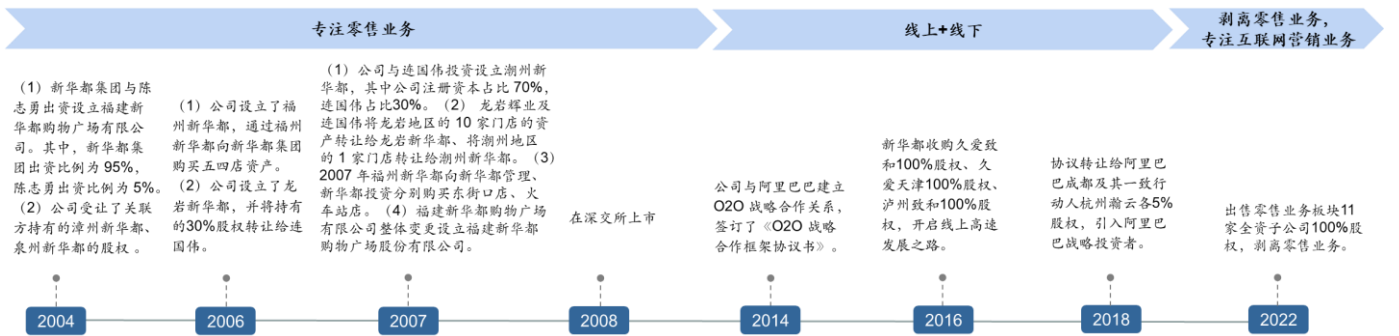 专注零售业务
线上+线下
剥离零售业务，
专注互联网营销业务
（1）新华都集团与陈
志勇出资设立福建新
华都购物广场有限公
司。其中，新华都集
团出资比例为 95%，
陈志勇出资比例为 5%。
（2）公司受让了关联
方持有的漳州新华都、
泉州新华都的股权 。
（1）公司设立了福
州新华都，通过福州
新华都向新华都集团
购买五四店资产。
（2）公司设立了龙
岩新华都，并将持有
的30%股权转让给连
国伟。
（1）公司与连国伟投资设立潮州新
华都，其中公司注册资本占比 70%，
连国伟占比30%。（2） 龙岩辉业及
连国伟将龙岩地区的 10 家门店的资
产转让给龙岩新华都、将潮州地区
的 1 家门店转让给潮州新华都。（3）
2007 年福州新华都向新华都管理、
新华都投资分别购买东街口店、火
车站店。（4）福建新华都购物广场
有限公司整体变更设立福建新华都
购物广场股份有限公司。
在深交所上市
公司与阿里巴巴建立
O2O 战略合作关系，
签订了《O2O 战略
合作框架协议书》。
新华都收购久爱致
和100%股权、久
爱天津100%股权、
泸州致和100%股
权，开启线上高速
发展之路。
协议转让给阿里巴
巴成都及其一致行
动人杭州瀚云各5%
股权，引入阿里巴
巴战略投资者。
出售零售业务板块11
家全资子公司100%股
权，剥离零售业务。
2004
2006
2007
2008
2014
2016
2018
2022